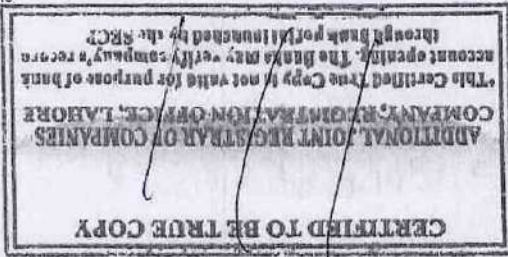 CERTIFIED TO BE TRUE COPY
ADDITIONAL JOINT REGISTRAR OF COMPANIES
COMPANY REGISTRATION OFFICE, LAHORE
"This Certified True Copy is not valid for purpose of bank
account opening. The Banks may verify company's record
through Bank portal launched by the SECP